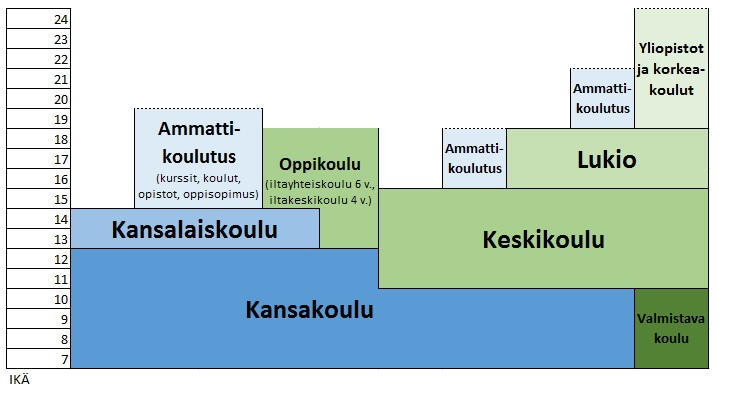 24
23
22
21
20
19
18
17
16
15
14
13
12
11
10
9
8
7
IKÄ
Yliopistot
ja korkea-
koulut
Ammatti-
koulutus
Ammatti-
koulutus
(kurssit, koulut,
opistot, oppisopimus)
Oppikoulu
(iltayhteiskoulu 6 v.,
iltakeskikoulu 4 v.)
Ammatti-
koulutus
Lukio
Kansalaiskoulu
Keskikoulu
Kansakoulu
Valmistava
koulu